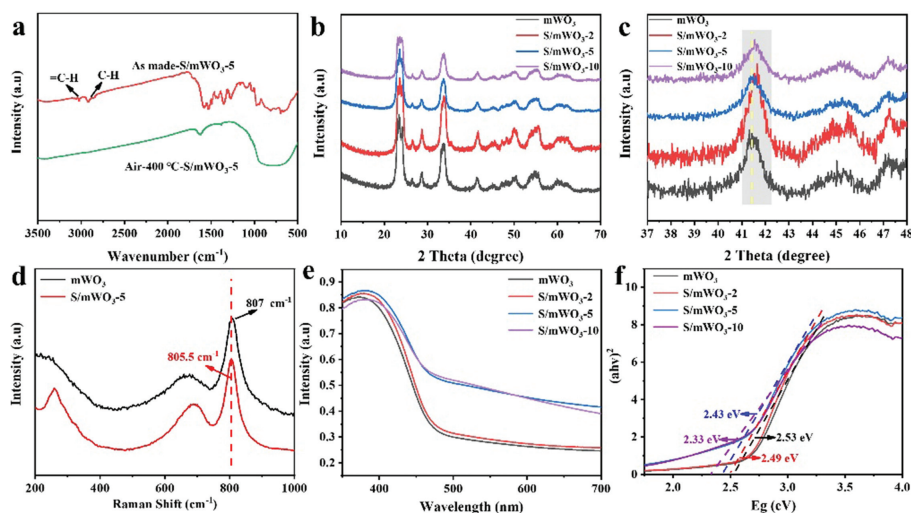 a
=C-H
C-H
As made-S/mWO3-5
Air-400 °C-S/mWO3-5
Intensity (a.u)
3500 3000 2500 2000 1500 1000 500
Wavenumber (cm-1)
b
mWO3
S/mWO3-2
S/mWO3-5
S/mWO3-10
Intensity (a.u)
10 20 30 40 50 60 70
2 Theta (degree)
c
mWO3
S/mWO3-2
S/mWO3-5
S/mWO3-10
Intensity (a.u)
37 38 39 40 41 42 43 44 45 46 47 48
2 Theta (degree)
d
mWO3
S/mWO3-5
807 cm-1
805.5 cm-1
Intensity (a.u)
200 400 600 800 1000
Raman Shift (cm-1)
e
mWO3
S/mWO3-2
S/mWO3-5
S/mWO3-10
Intensity (a.u)
0.9
0.8
0.7
0.6
0.5
0.4
0.3
0.2
400 500 600 700
Wavelength (nm)
f
mWO3
S/mWO3-2
S/mWO3-5
S/mWO3-10
(ahv)2
10
8
6
4
2
0
2.43 eV
2.33 eV
2.53 eV
2.49 eV
2.0 2.5 3.0 3.5 4.0
Eg (eV)